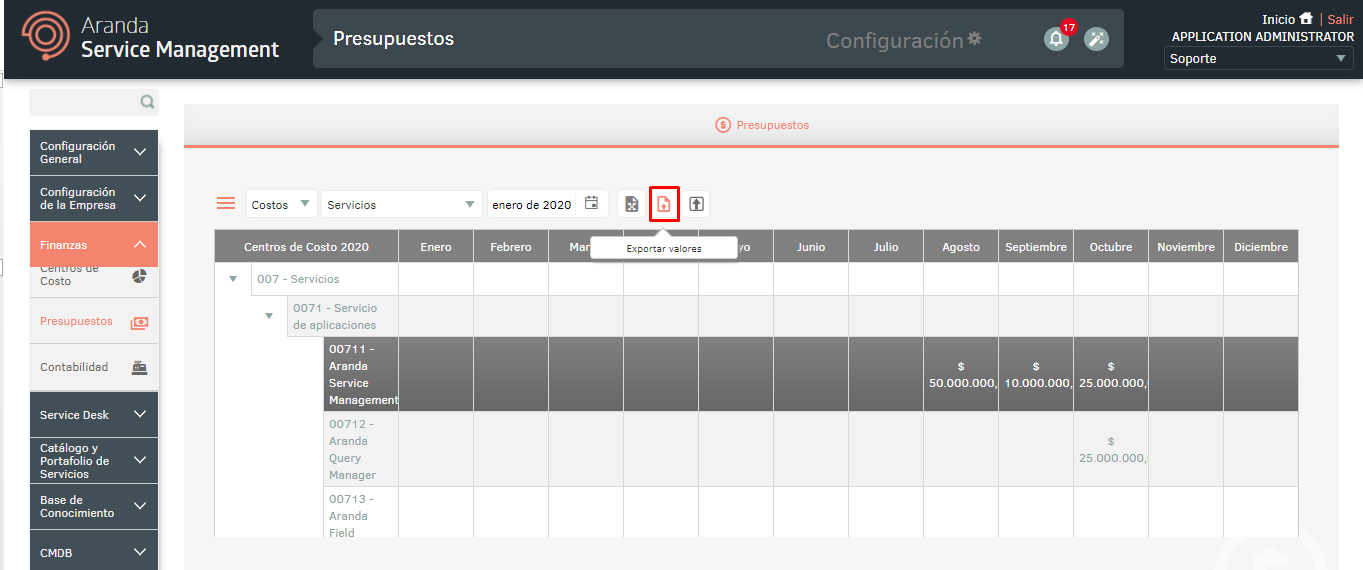 Aranda
Service Management
Presupuestos
Configuración
17
Inicio | Salir
APPLICATION ADMINISTRATOR
Soporte
Configuración
General
Configuración
de la Empresa
Finanzas
Centros de
Costo
Presupuestos
Contabilidad
Service Desk
Catálogo y
Portafolio de
Servicios
Base de
Conocimiento
CMDB
Presupuestos
Costos
Servicios
enero de 2020
Exportar valores
Centros de Costo 2020 Enero Febrero Mar yo Junio Julio Agosto Septiembre Octubre Noviembre Diciembre
007 - Servicios
0071 - Servicio
de aplicaciones
00711 -
Aranda
Service
Management
$ $ $
50.000.000, 10.000.000, 25.000.000,
00712 -
Aranda
Query
Manager
$
25.000.000,
00713 -
Aranda
Field